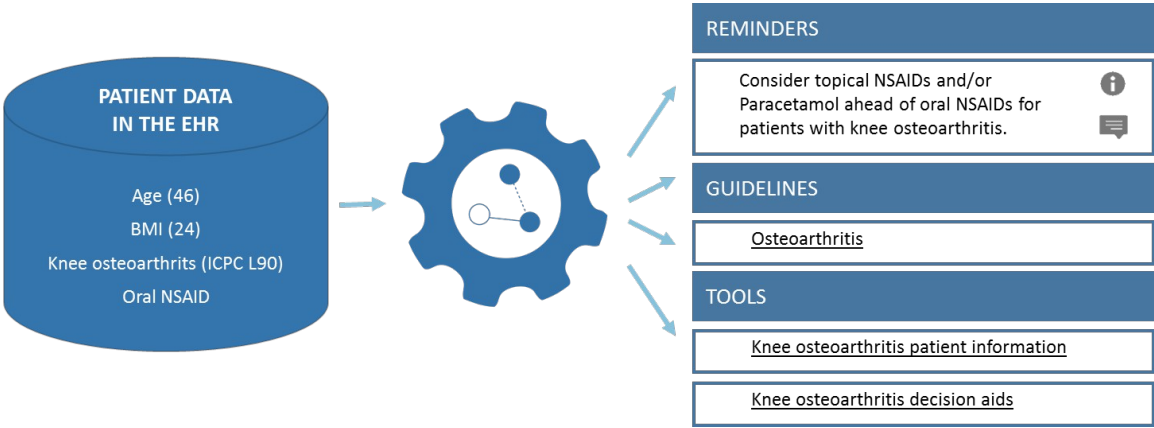 PATIENT DATA
IN THE EHR
Age (46)
BMI (24)
Knee osteoarthrits (ICPC L90)
Oral NSAID
REMINDERS
Consider topical NSAIDs and/or
Paracetamol ahead of oral NSAIDs for
patients with knee osteoarthritis.
GUIDELINES
Osteoarthritis
TOOLS
Knee osteoarthritis patient information
Knee osteoarthritis decision aids